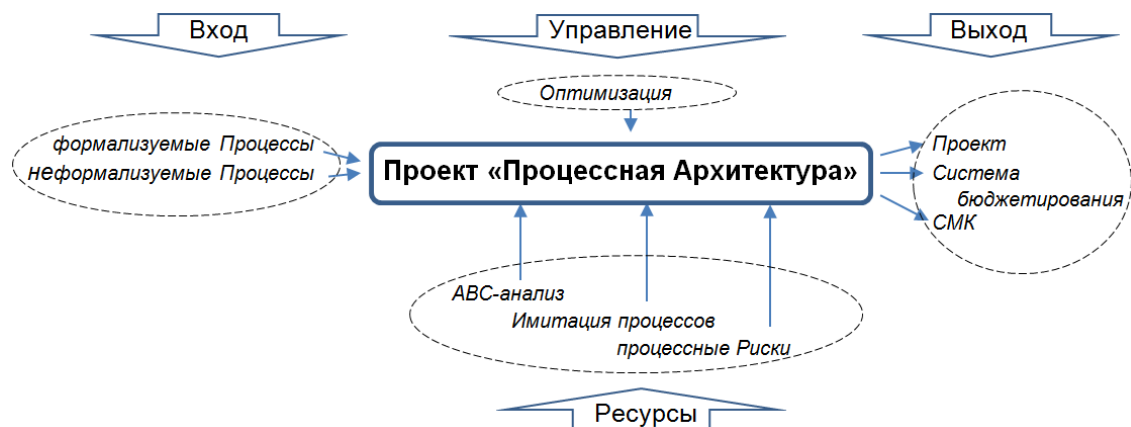 Вход
Управление
Выход
Оптимизация
формализуемые Процессы
неформализуемые Процессы
Проект «Процессная Архитектура»
Проект
Система
бюджетирования
СМК
АВС-анализ
Имитация процессов
процессные Риски
Ресурсы